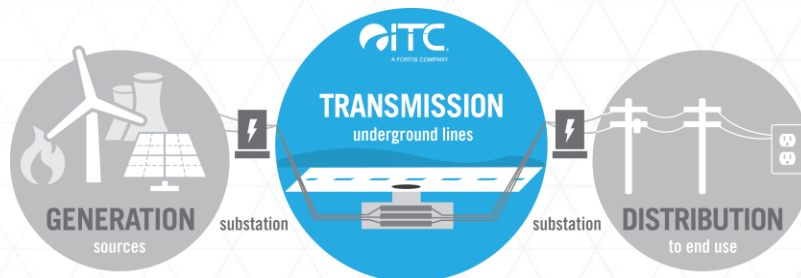 ITC
A FORTIS COMPANY
TRANSMISSION
underground lines
GENERATION
sources
substation
substation
DISTRIBUTION
to end use